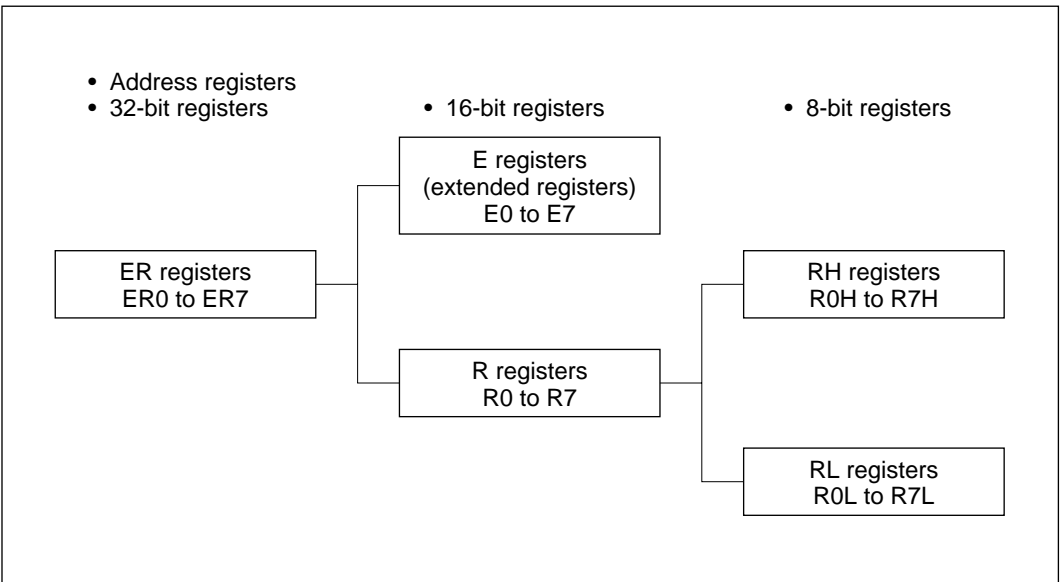 • Address registers
• 32-bit registers
• 16-bit registers
• 8-bit registers
E registers
(extended registers)
E0 to E7
ER registers
ER0 to ER7
RH registers
R0H to R7H
R registers
R0 to R7
RL registers
R0L to R7L